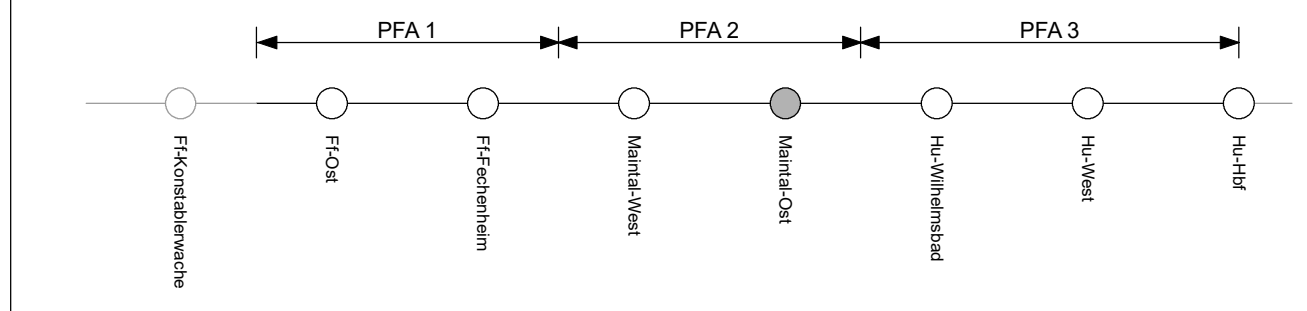 PFA 1
PFA 2
PFA 3
Ff-Konstablerwache
Ff-Ost
Ff-Fechenheim
Maintal-West
Maintal-Ost
Hu-Wilhelmsbad
Hu-West
Hu-Hbf